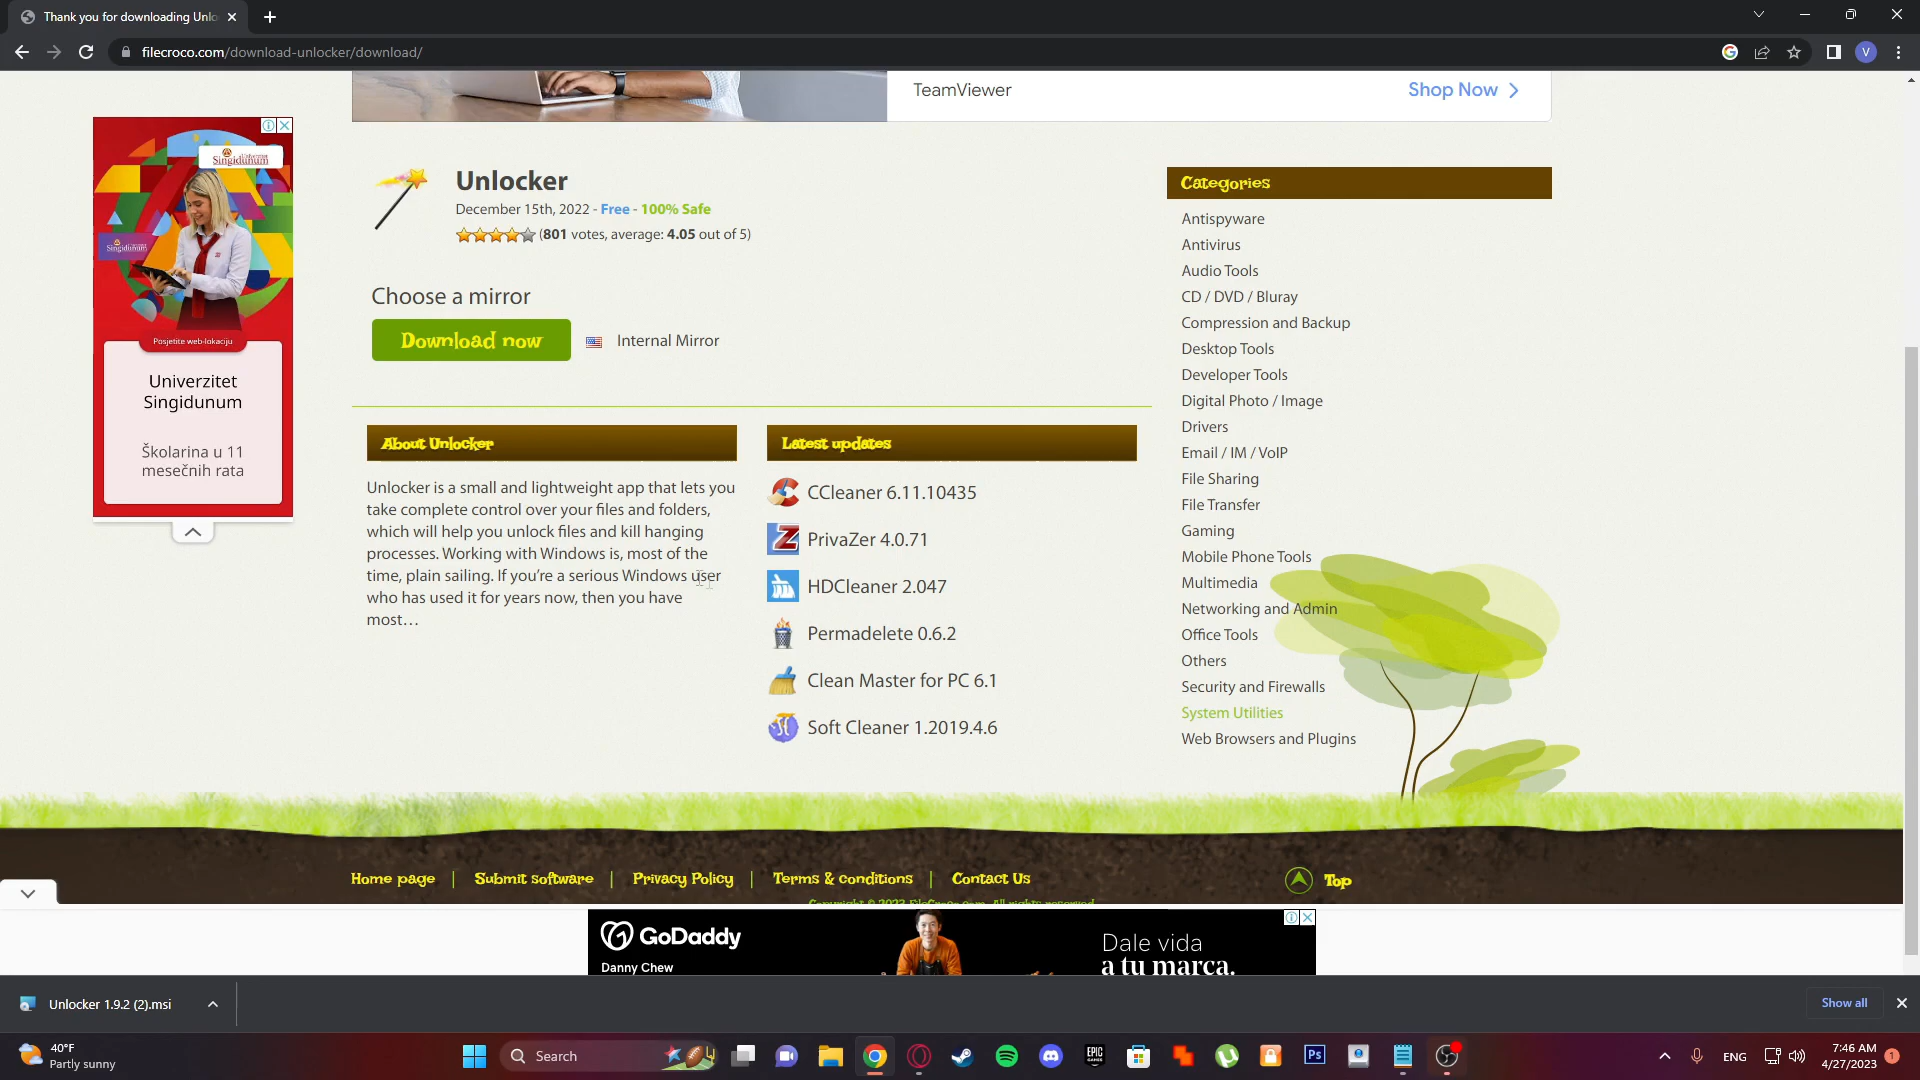 Thank you for downloading Unlo
filecroco.com/download-unlocker/download/
V
TeamViewer
Shop Now
Singidunum
Singidunum
Posjetite web-lokaciju
Univerzitet
Singidunum
Školarina u 11
mesečnih rata
Unlocker
December 15th, 2022 - Free - 100% Safe
(801 votes, average: 4.05 out of 5)
Choose a mirror
Download now
Internal Mirror
About Unlocker
Unlocker is a small and lightweight app that lets you
take complete control over your files and folders,
which will help you unlock files and kill hanging
processes. Working with Windows is, most of the
time, plain sailing. If you're a serious Windows user
who has used it for years now, then you have
most…
Latest updates
CCleaner 6.11.10435
PrivaZer 4.0.71
HDCleaner 2.047
Permadelete 0.6.2
Clean Master for PC 6.1
Soft Cleaner 1.2019.4.6
Categories
Antispyware
Antivirus
Audio Tools
CD / DVD / Bluray
Compression and Backup
Desktop Tools
Developer Tools
Digital Photo / Image
Drivers
Email / IM / VoIP
File Sharing
File Transfer
Gaming
Mobile Phone Tools
Multimedia
Networking and Admin
Office Tools
Others
Security and Firewalls
System Utilities
Web Browsers and Plugins
Home page | Submit software | Privacy Policy | Terms & conditions | Contact Us
Top
Copyright © 2023 FileCroco.com. All rights reserved.
GoDaddy
Danny Chew
Dale vida
a tu marca.
Unlocker 1.9.2 (2).msi
Show all
40°F
Partly sunny
Search
EPIC
GAMES
Ps
ENG
7:46 AM
4/27/2023
1